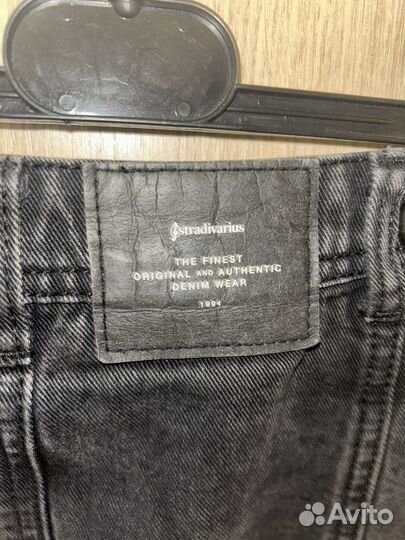 stradivarius
THE FINEST
ORIGINAL AND AUTHENTIC
DENIM WEAR
1994
Avito